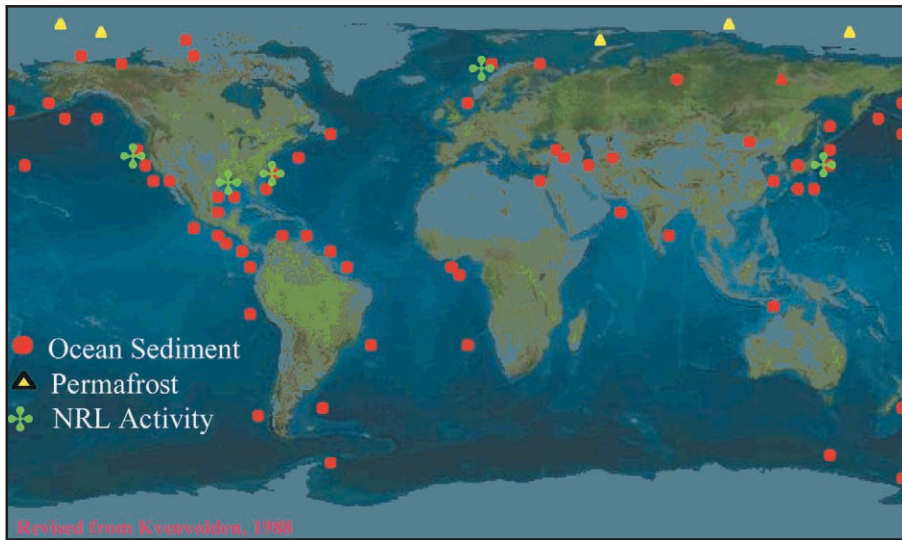 Ocean Sediment
Permafrost
NRL Activity
Revised from Kvenvolden, 1988